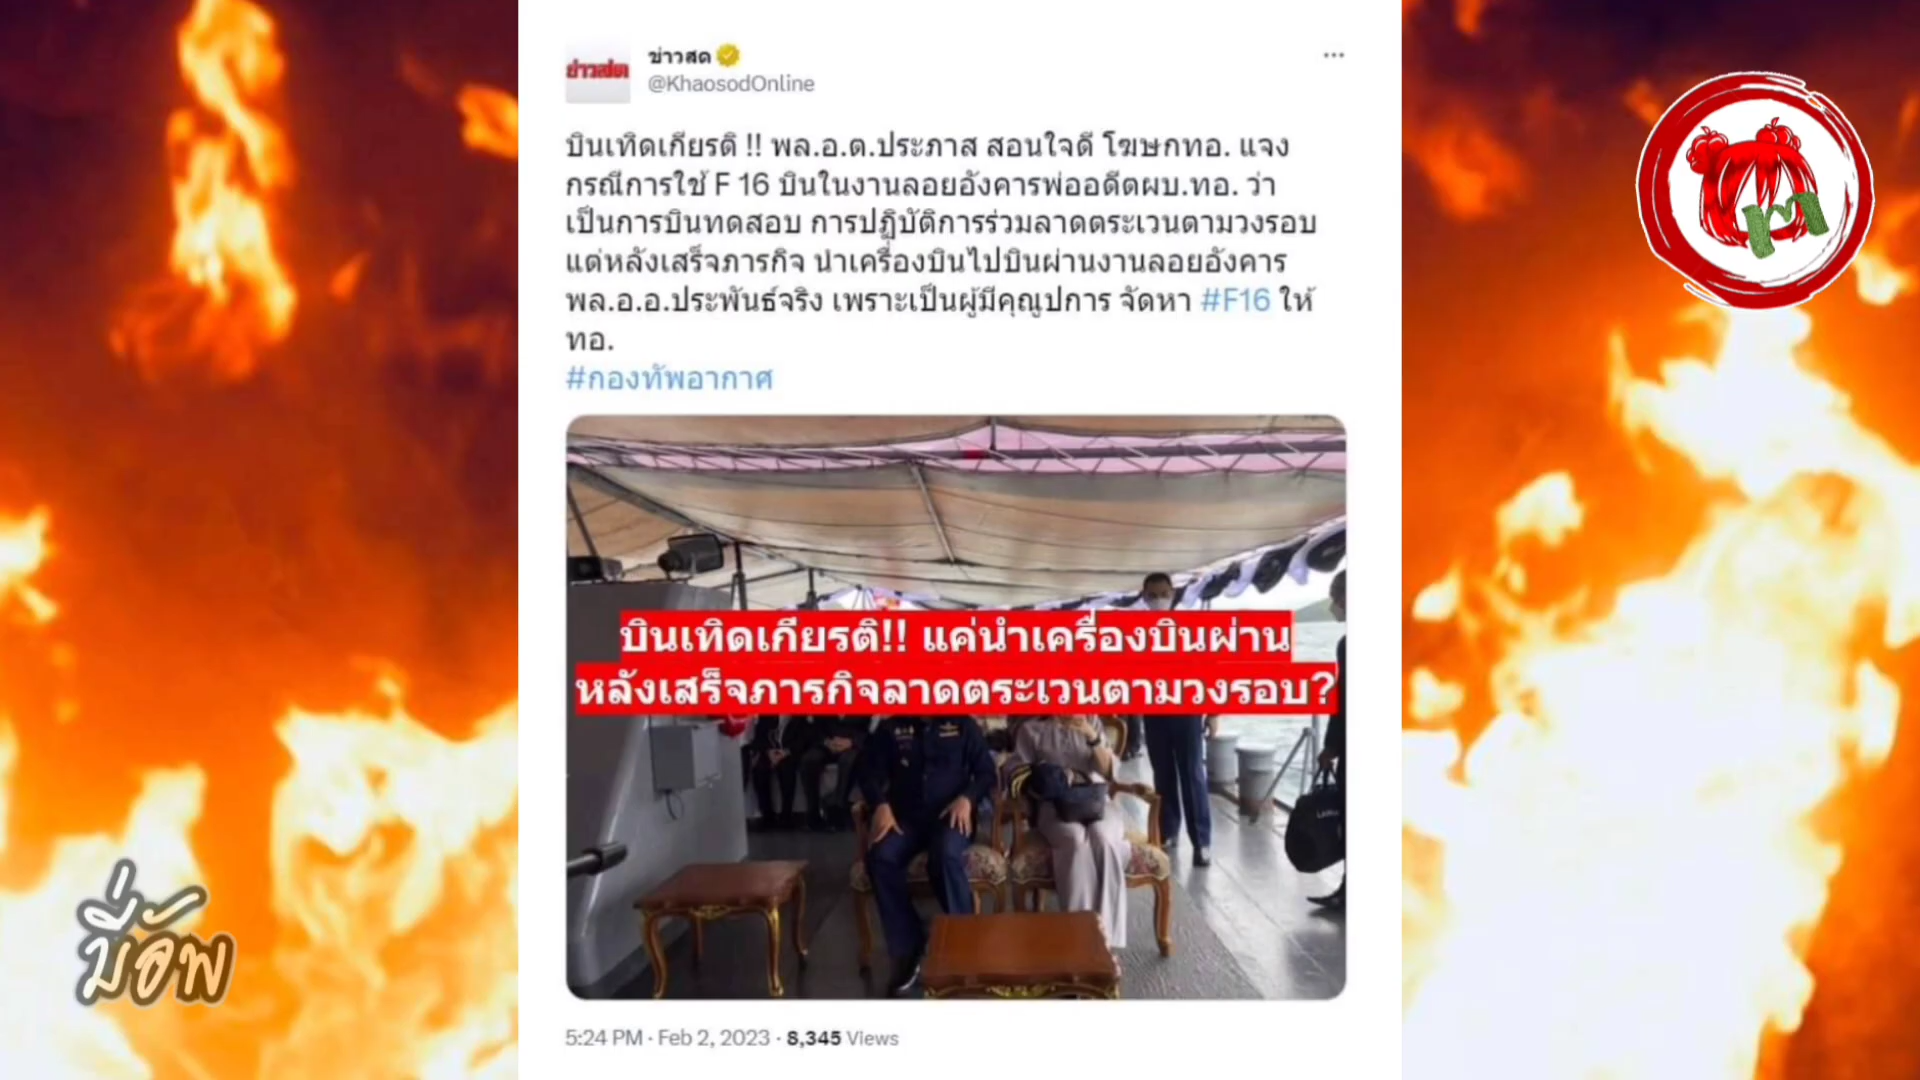 ข่าวสด
ข่าวสด
@KhaosodOnline
บินเทิดเกียรติ !! พล.อ.ต.ประภาส สอนใจดี โฆษกทอ. แจง
กรณีการใช้ F 16 บินในงานลอยอังคารพ่ออดีตผบ.ทอ. ว่า
เป็นการบินทดสอบ การปฏิบัติการร่วมลาดตระเวนตามวงรอบ
แต่หลังเสร็จภารกิจ นำเครื่องบินไปบินผ่านงานลอยอังคาร
พล.อ.อ.ประพันธ์จริง เพราะเป็นผู้มีคุณูปการ จัดหา #F16 ให้
ทอ.
#กองทัพอากาศ
บินเทิดเกียรติ!! แค่นำเครื่องบินผ่าน
หลังเสร็จภารกิจลาดตระเวนตามวงรอบ?
5:24 PM · Feb 2, 2023 · 8,345 Views
มี่อัพ